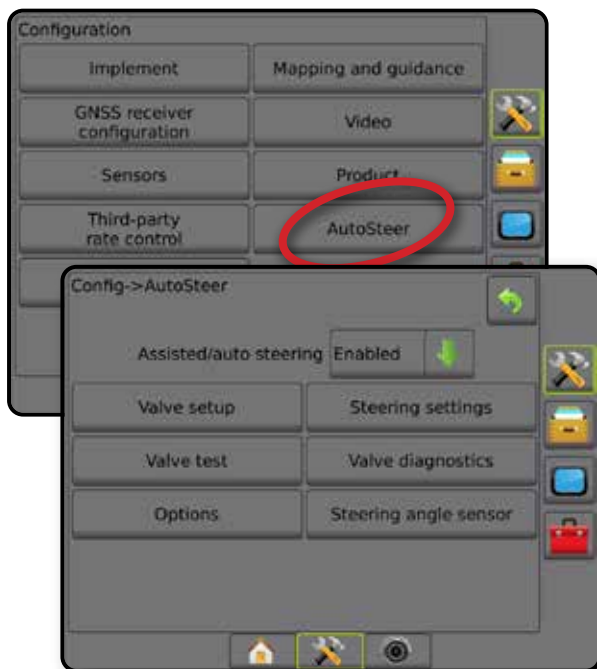 Configuration
Implement
Mapping and guidance
GNSS receiver
configuration
Video
Sensors
Product
Third-party
rate control
AutoSteer
Config->AutoSteer
Assisted/auto steering
Enabled
Valve setup
Steering settings
Valve test
Valve diagnostics
Options
Steering angle sensor